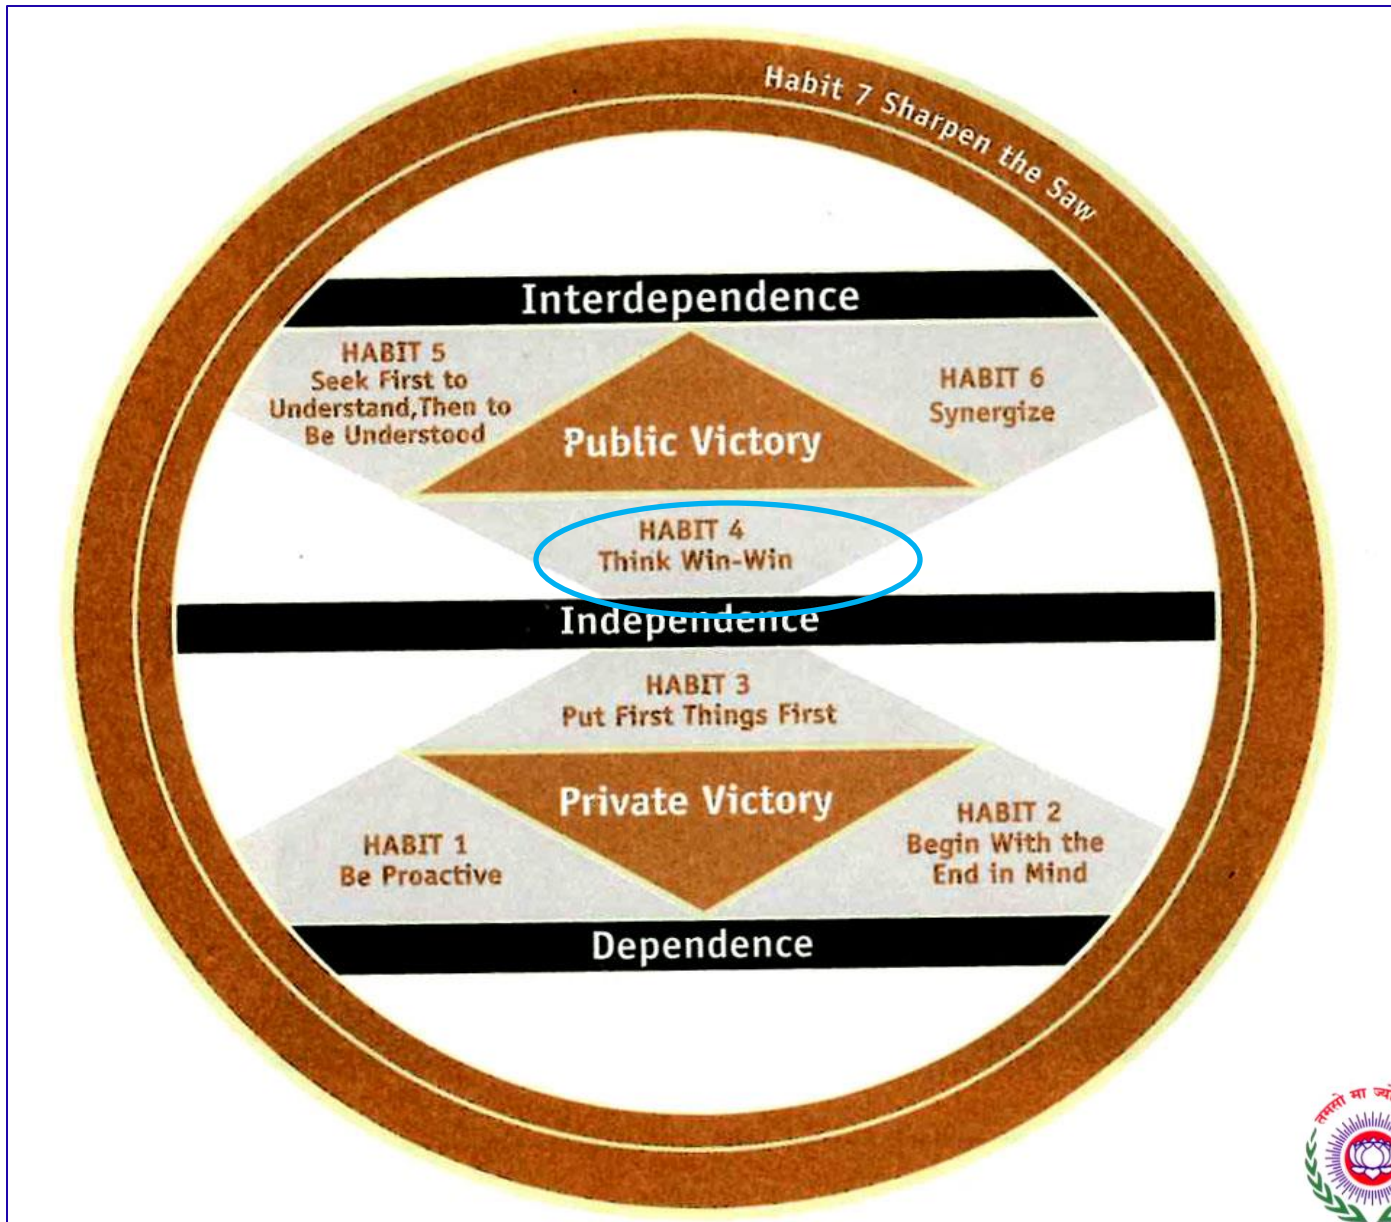 Habit 7 Sharpen the Saw
Interdependence
HABIT 5
Seek First to
Understand,Then to
Be Understood
HABIT 6
Synergize
Public Victory
HABIT 4
Think Win-Win
Independence
HABIT 3
Put First Things First
Private Victory
HABIT 1
Be Proactive
HABIT 2
Begin With the
End in Mind
Dependence
तमसो मा